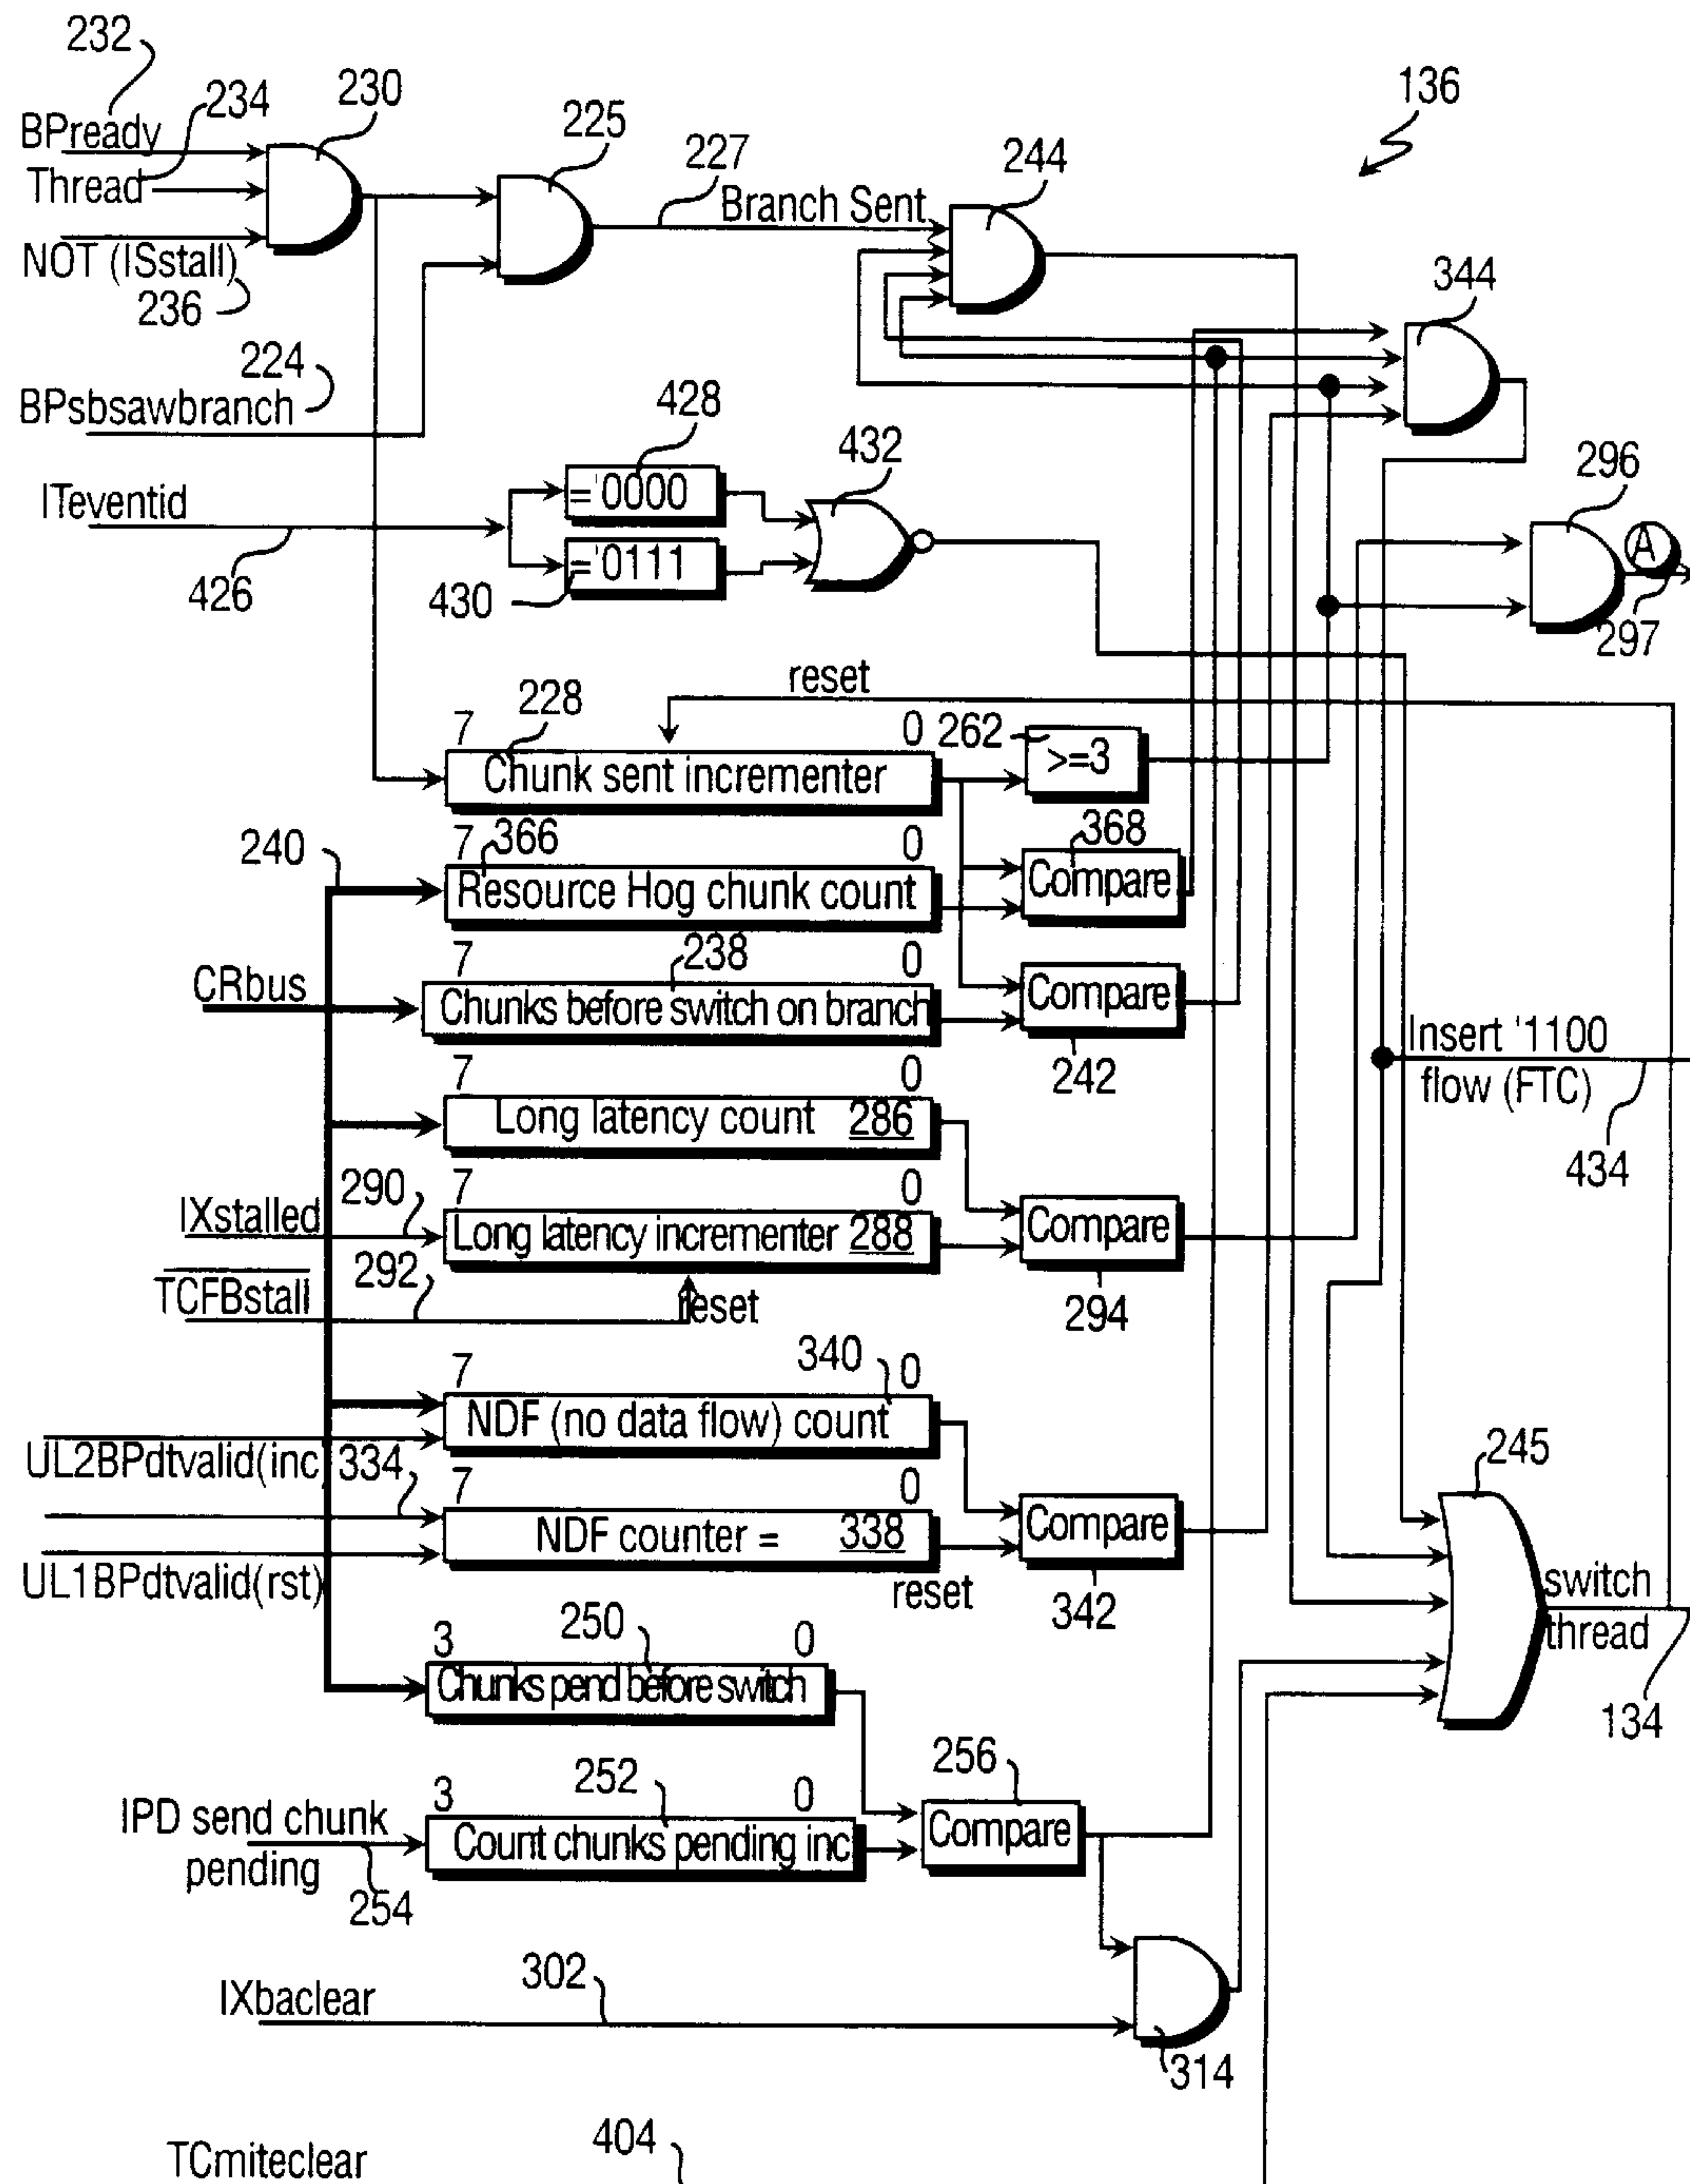 232
BPready
234
230
225
227
244
136
Thread
Branch Sent
NOT (ISstall)
236
344
224
BPsbsawbranch
428
432
296
='0000
ITeventid
='0111
430
426
A
297
reset
7 228 0 262
Chunk sent incrementer
>=3
240
7 366 0 368
Resource Hog chunk count
Compare
7 238 0
CRbus
Chunks before switch on branch
Compare
242
Insert '1100
flow (FTC)
434
7 0
Long latency count 286
290
7 0
IXstalled
Long latency incrementer 288
Compare
294
TCFBstall
292
reset
340
7 0
NDF (no data flow) count
UL2BPdtvalid(inc)
334
7 0
NDF counter = 338
Compare
342
UL1BPdtvalid(rst)
reset
245
switch
thread
134
250
3 0
Chunks pend before switch
252
3 0
256
IPD send chunk
pending
254
Count chunks pending inc
Compare
302
IXbaclear
314
404
TCmiteclear